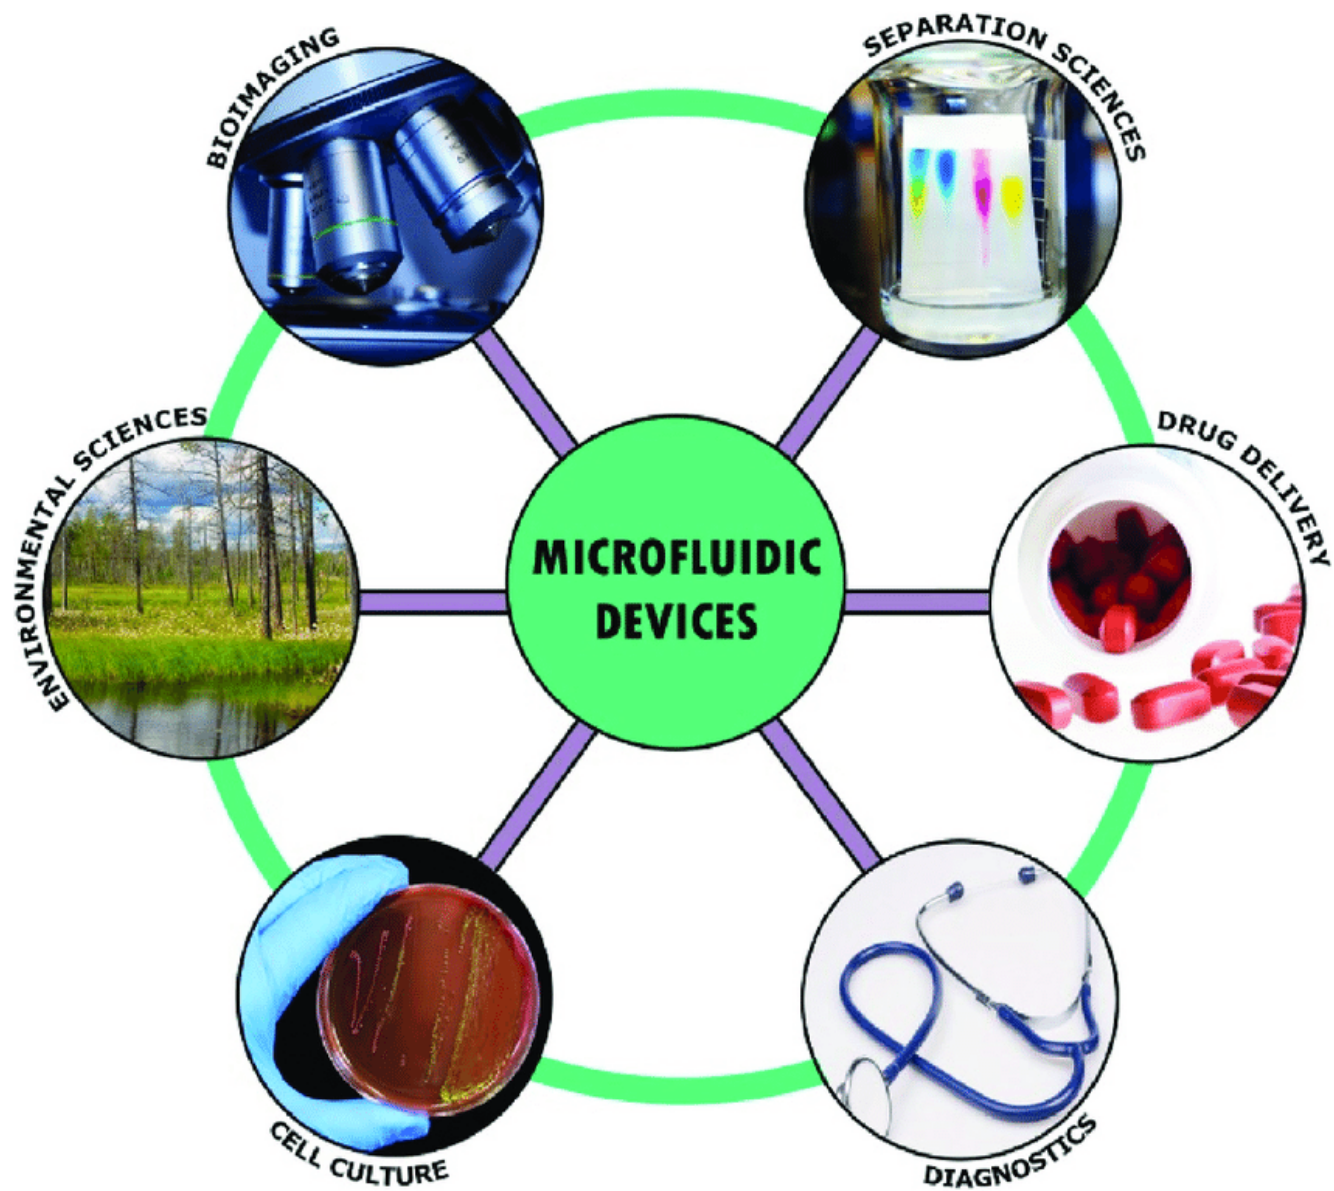 BIOIMAGING
SEPARATION SCIENCES
ENVIRONMENTAL SCIENCES
DRUG DELIVERY
MICROFLUIDIC
DEVICES
CELL CULTURE
DIAGNOSTICS